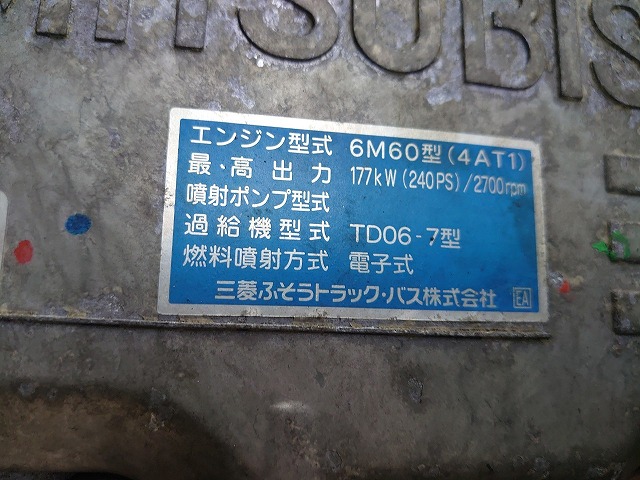 MITSUBIS
エンジン型式 6M60型(4AT1)
最・高出力 177kW(240PS)/2700rpm
噴射ポンプ型式
過給機型式 TD06-7型
燃料噴射方式 電子式
三菱ふそうトラック・バス株式会社 EA